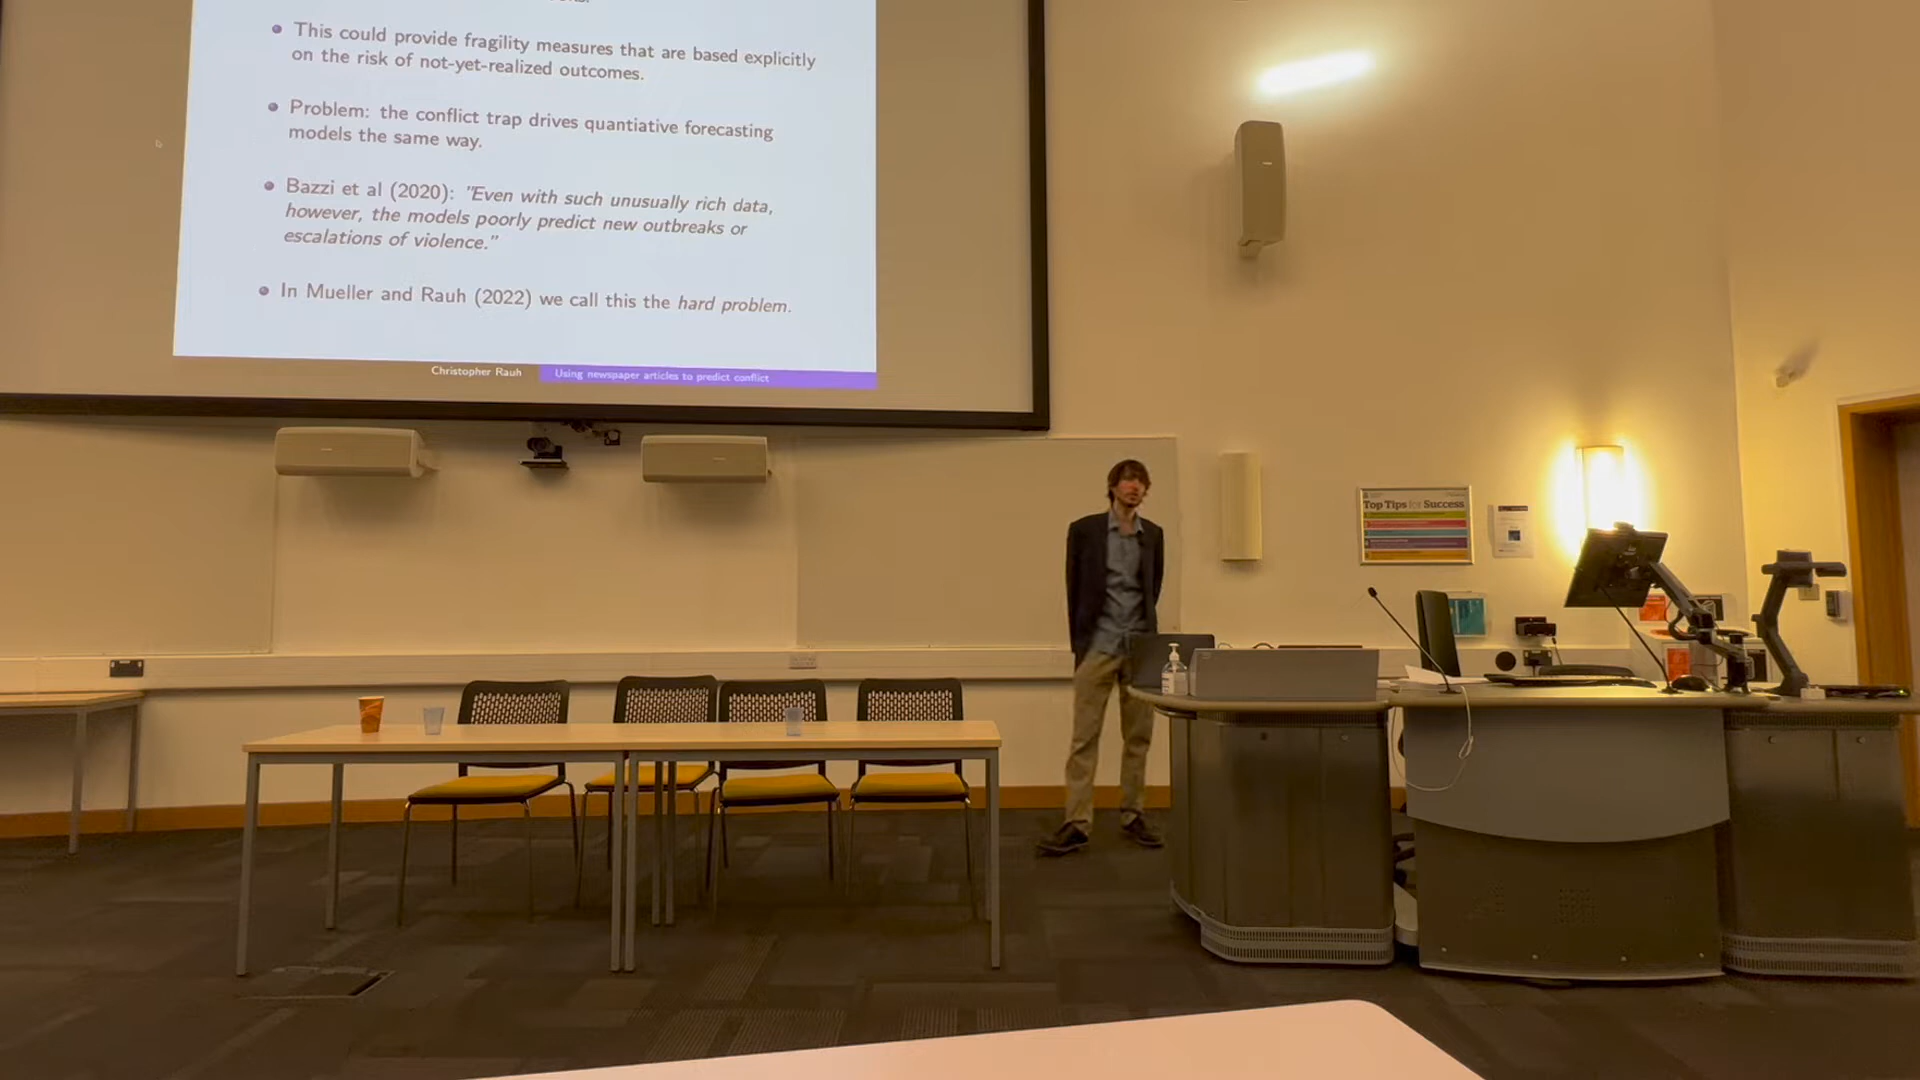 This could provide fragility measures that are based explicitly
on the risk of not-yet-realized outcomes.
Problem: the conflict trap drives quantiative forecasting
models the same way.
Bazzi et al (2020): "Even with such unusually rich data,
however, the models poorly predict new outbreaks or
escalations of violence."
In Mueller and Rauh (2022) we call this the hard problem.
Christopher Rauh
Using newspaper articles to predict conflict
Top Tips for Success